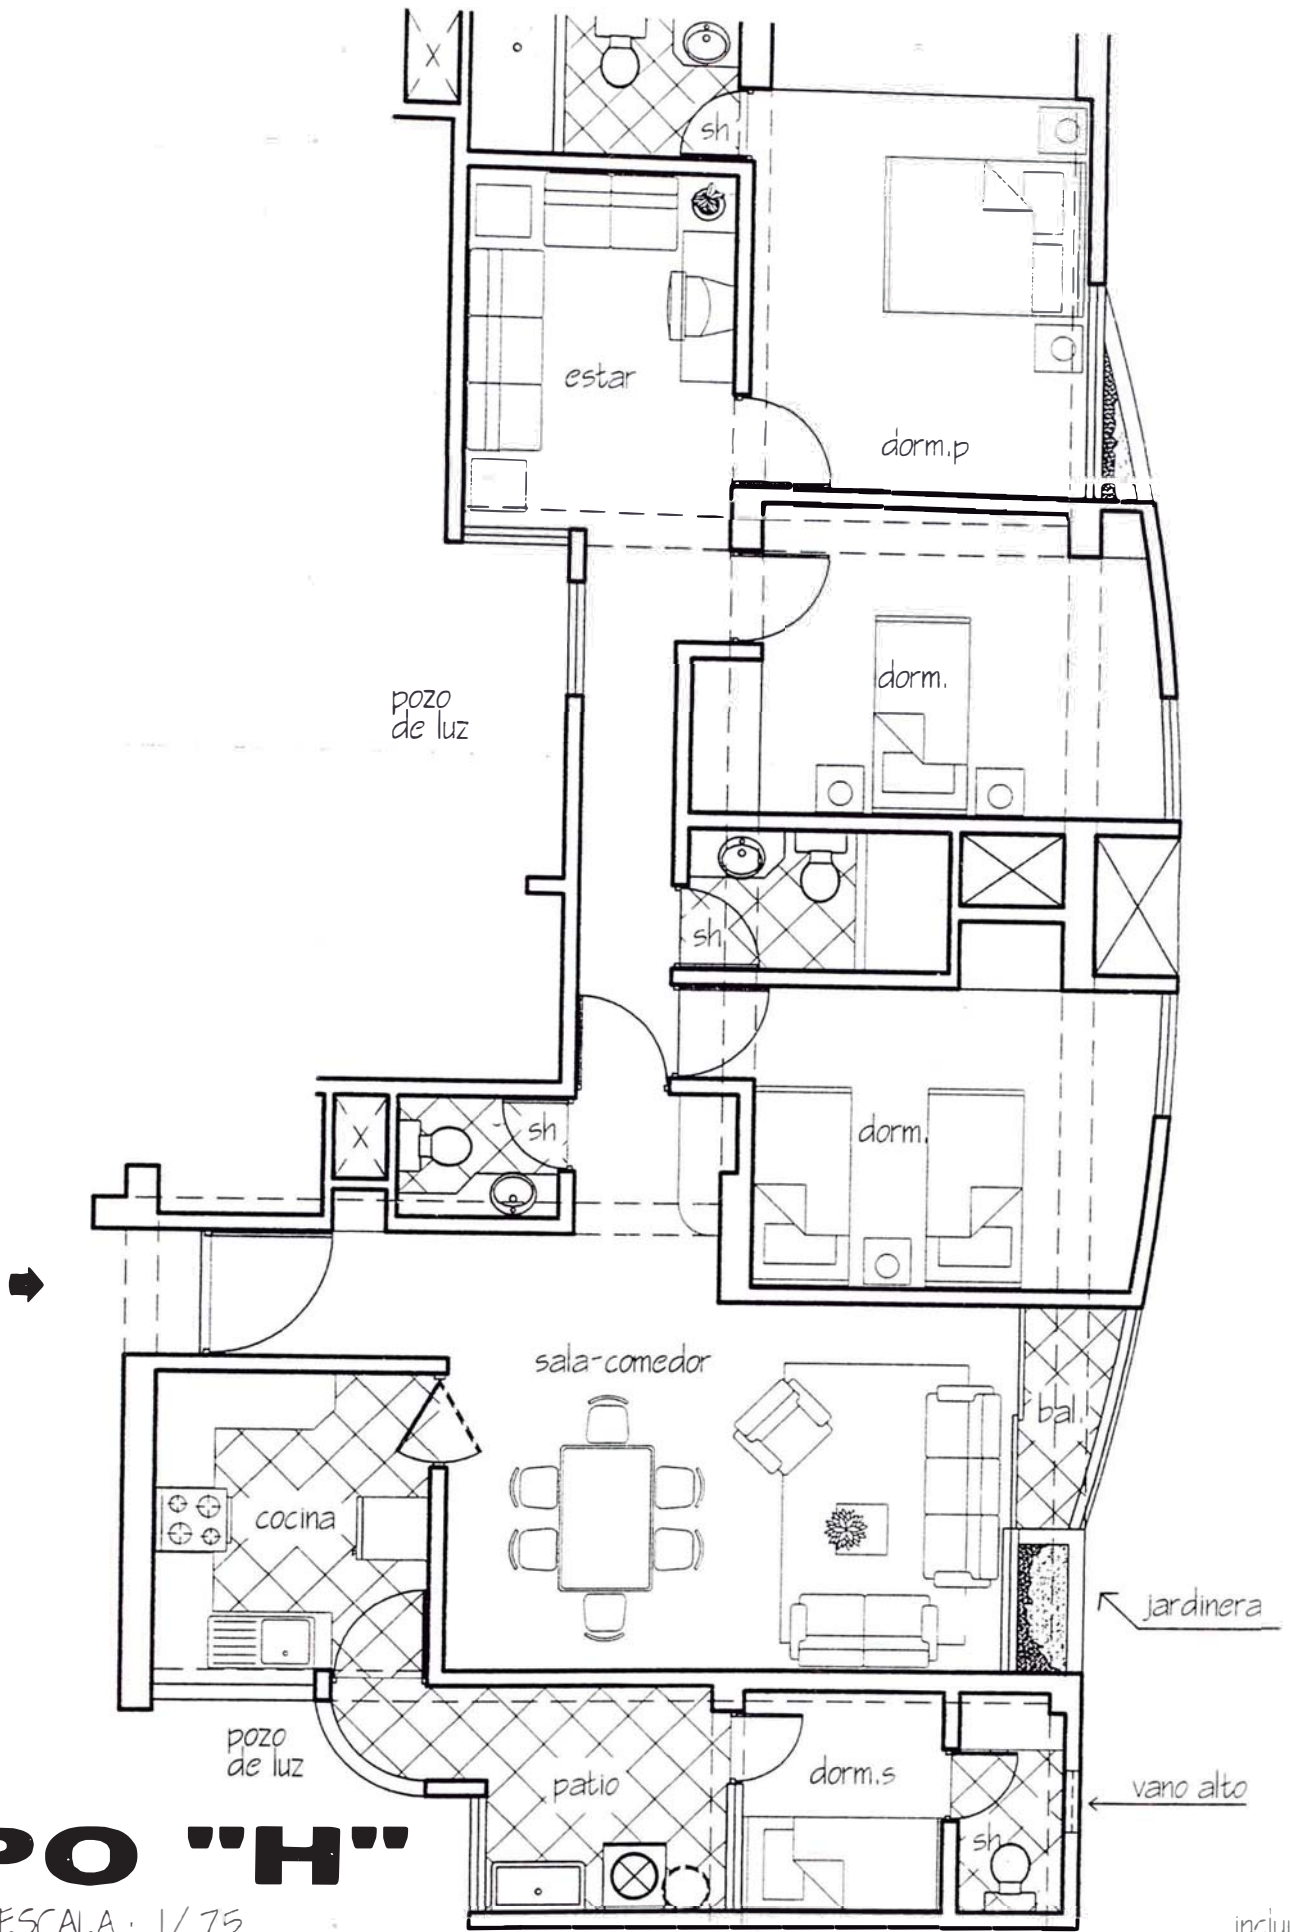 sh
estar
dorm.p
pozo
de luz
dorm.
sh
sh
dorm.
sala-comedor
bal.
cocina
jardinera
pozo
de luz
patio
dorm.s
vano alto
sh
PO "H"
ESCALA: 1/75